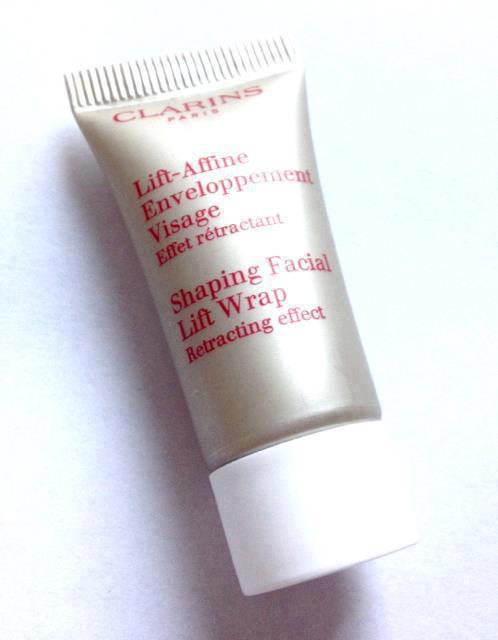 CLARINS
PARIS
Lift-Affine
Enveloppement
Visage
Effet rétractant
Shaping Facial
Lift Wrap
Retracting effect